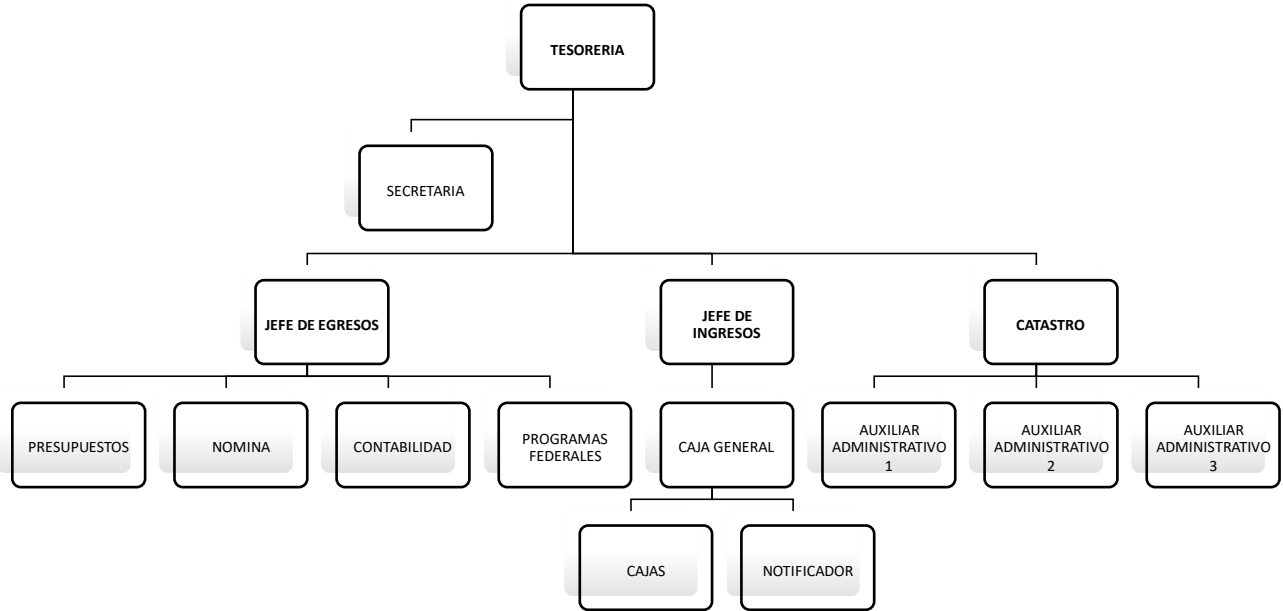 TESORERIA
SECRETARIA
JEFE DE EGRESOS
JEFE DE
INGRESOS
CATASTRO
PRESUPUESTOS
NOMINA
CONTABILIDAD
PROGRAMAS
FEDERALES
CAJA GENERAL
AUXILIAR
ADMINISTRATIVO
1
AUXILIAR
ADMINISTRATIVO
2
AUXILIAR
ADMINISTRATIVO
3
CAJAS
NOTIFICADOR